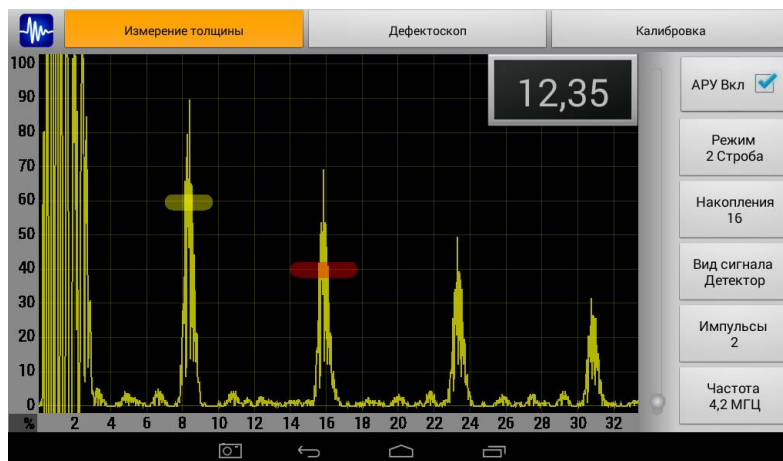 Измерение толщины
Дефектоскоп
Калибровка
100
90
80
70
60
50
40
30
20
10
0
%
2 4 6 8 10 12 14 16 18 20 22 24 26 28 30 32
12,35
АРУ Вкл
Режим
2 Строба
Накопления
16
Вид сигнала
Детектор
Импульсы
2
Частота
4,2 МГЦ